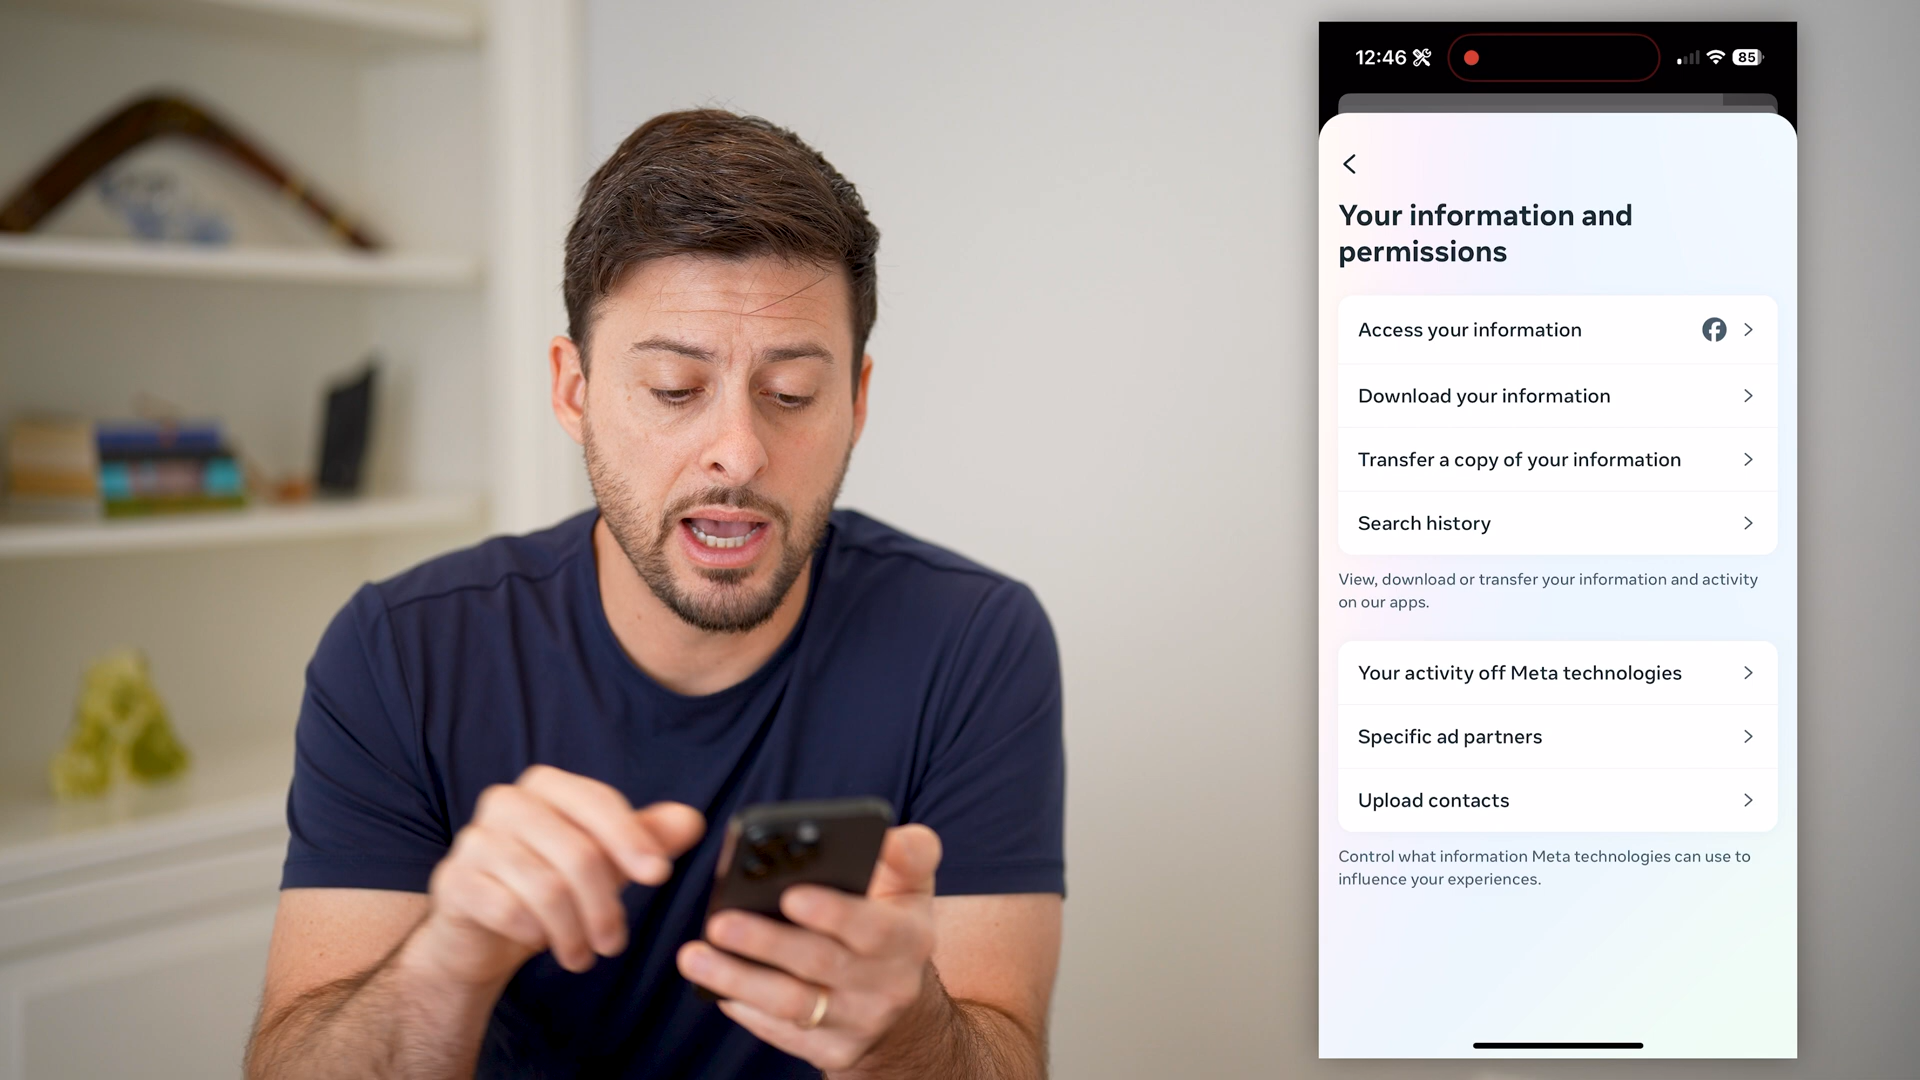 12:46
85
Your information and
permissions
Access your information
Download your information
Transfer a copy of your information
Search history
View, download or transfer your information and activity
on our apps.
Your activity off Meta technologies
Specific ad partners
Upload contacts
Control what information Meta technologies can use to
influence your experiences.